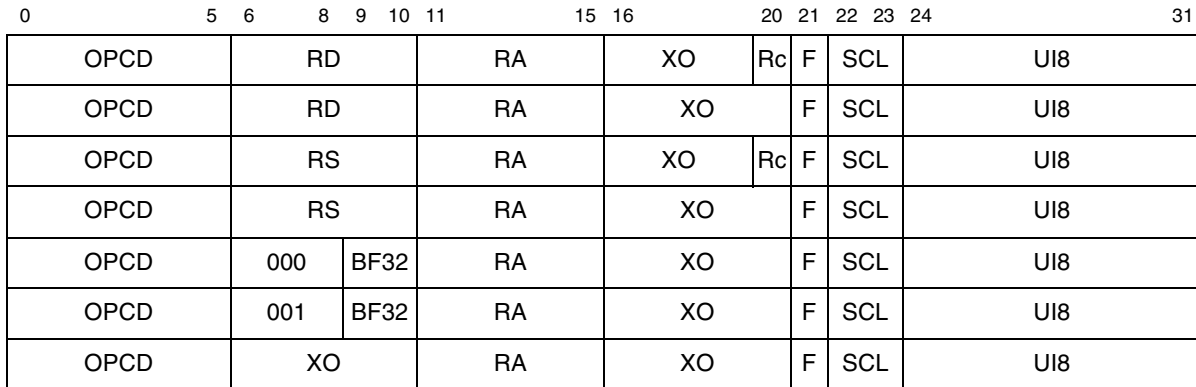 0 5 6 8 9 10 11 15 16 20 21 22 23 24 31
OPCD RD RA XO Rc F SCL UI8
OPCD RD RA XO F SCL UI8
OPCD RS RA XO Rc F SCL UI8
OPCD RS RA XO F SCL UI8
OPCD 000 BF32 RA XO F SCL UI8
OPCD 001 BF32 RA XO F SCL UI8
OPCD XO RA XO F SCL UI8